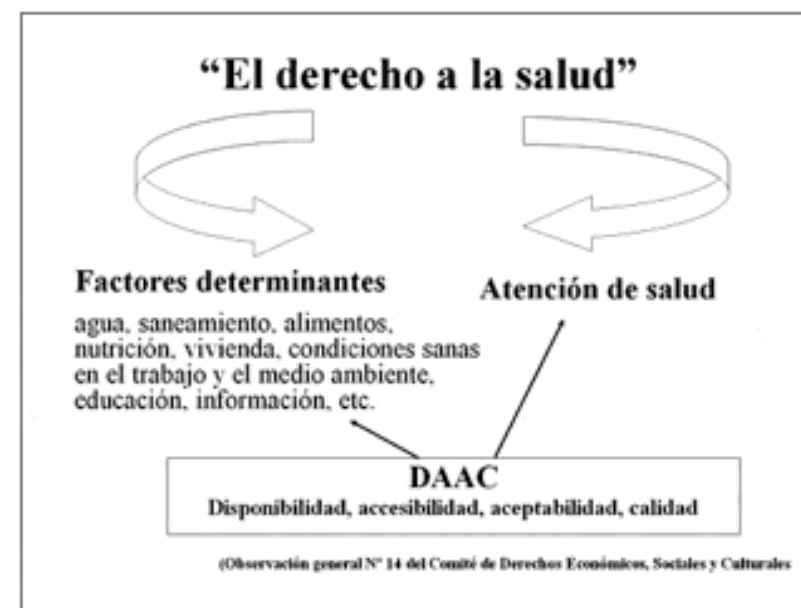 “El derecho a la salud”
Factores determinantes
agua, saneamiento, alimentos,
nutrición, vivienda, condiciones sanas
en el trabajo y el medio ambiente,
educación, información, etc.
Atención de salud
DAAC
Disponibilidad, accesibilidad, aceptabilidad, calidad
(Observación general Nº 14 del Comité de Derechos Económicos, Sociales y Culturales